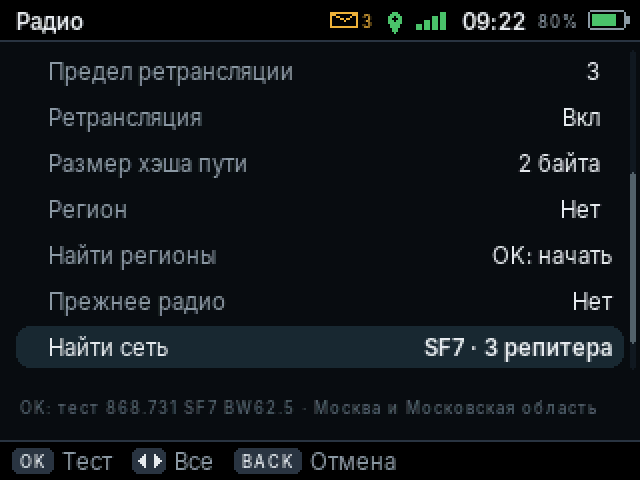 Радио 3 09:22 80%
Предел ретрансляции 3
Ретрансляция Вкл
Размер хэша пути 2 байта
Регион Нет
Найти регионы OK: начать
Прежнее радио Нет
Найти сеть SF7 · 3 репитера
OK: тест 868.731 SF7 BW62.5 · Москва и Московская область
OK Тест Все BACK Отмена